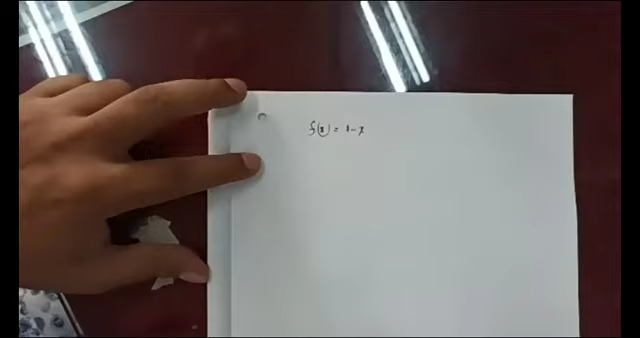 f(x) = 1-x